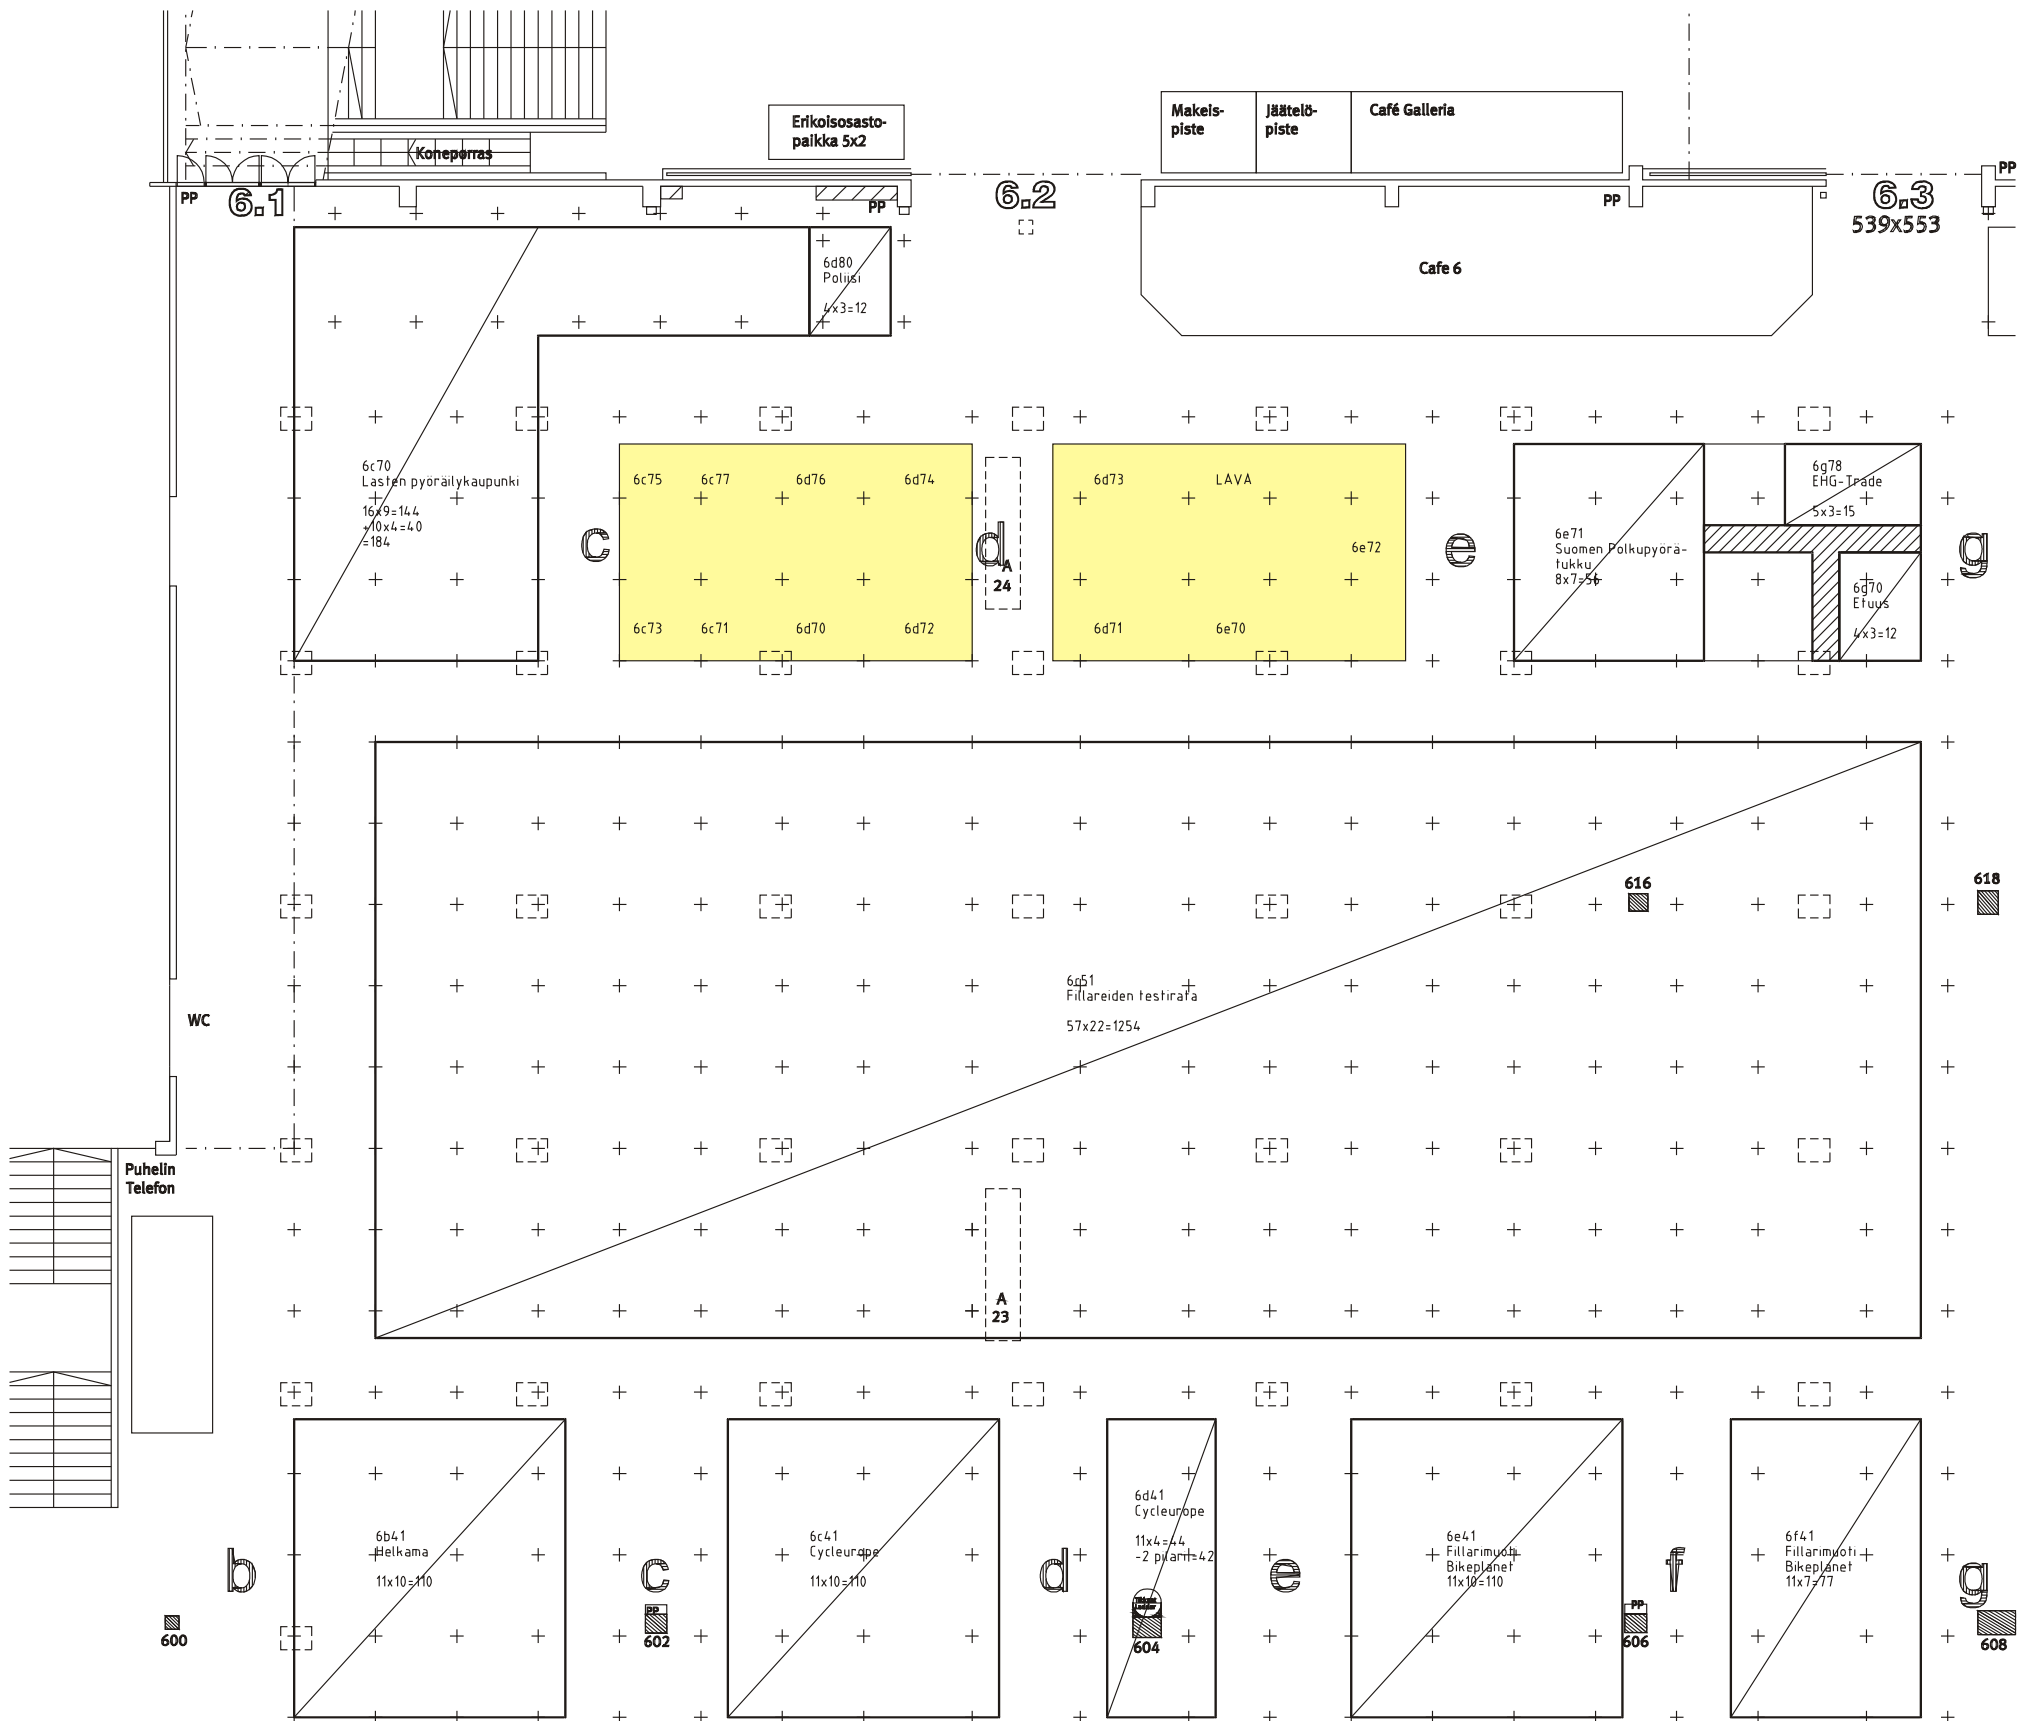 Makeis-
piste
Jäätelö-
piste
Café Galleria
Erikoisosasto-
paikka 5x2
Koneporras
PP
6.1
PP
6.2
PP
6.3
539x553
PP
6d80
Poliisi
4x3=12
Cafe 6
6c70
Lasten pyöräilykaupunki
16x9=144
+10x4=40
=184
c
6c75
6c77
6d76
6d74
6c73
6c71
6d70
6d72
d
A
24
6d73
LAVA
6e72
6d71
6e70
e
6e71
Suomen Polkupyörä-
tukku
8x7=56
6g78
EHG-Trade
5x3=15
6g70
Etuus
4x3=12
g
616
618
Fillareiden testirata
57x22=1254
WC
Puhelin
Telefon
A
23
b
6b41
Helkama
11x10=110
c
6c41
Cycleurope
11x10=110
d
6d41
Cycleurope
11x4=44
-2 pilarit=42
e
6e41
Fillarimuoti
Bikeplanet
11x10=110
f
6f41
Fillarimuoti
Bikeplanet
11x7=77
g
600
PP
602
604
PP
606
608